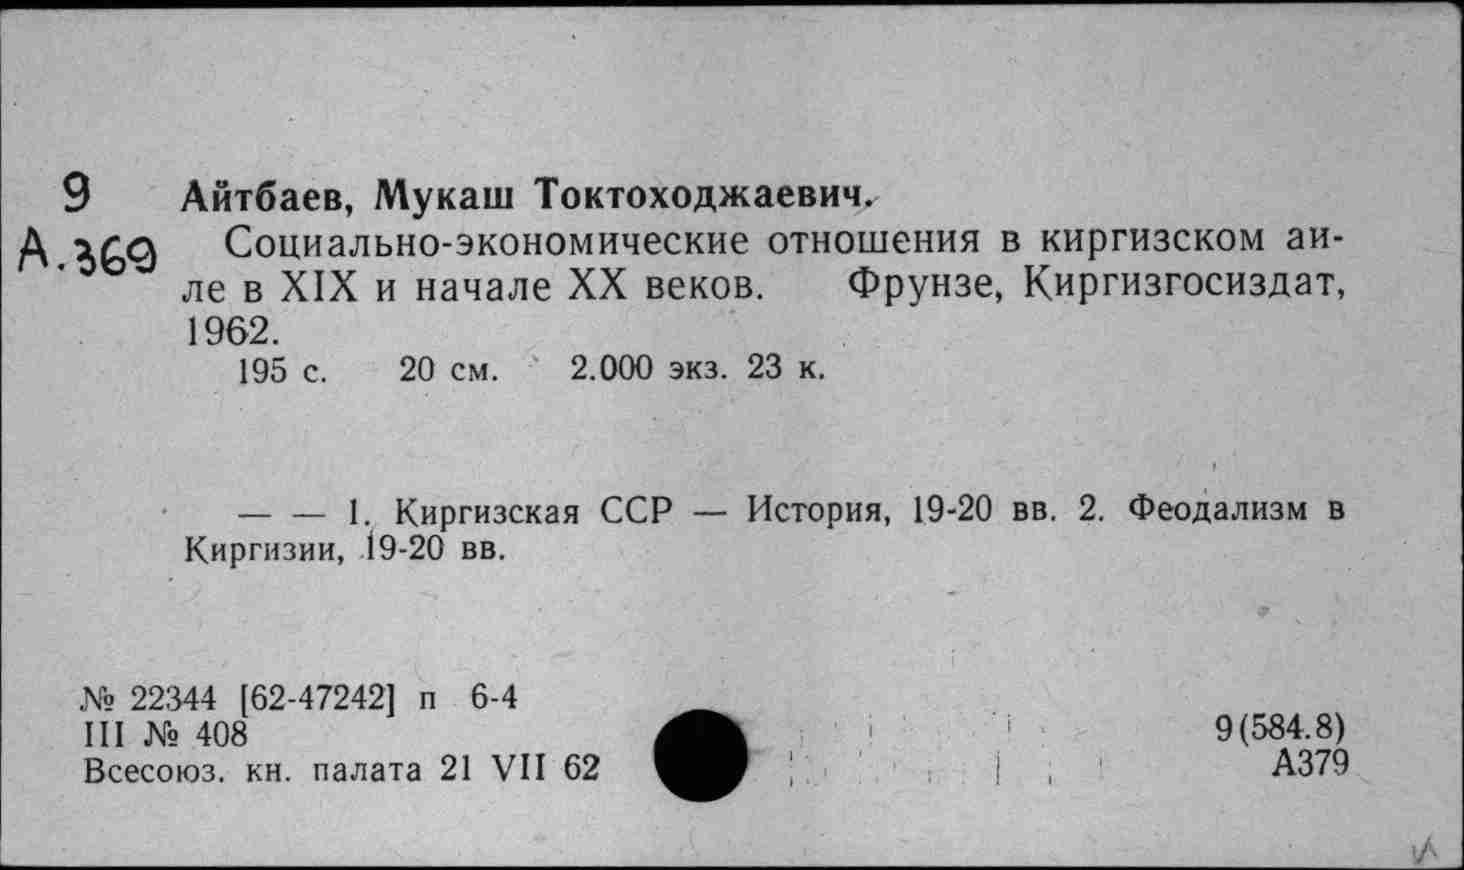 9 Айтбаев, Мукаш Токтоходжаевич.
А.369 Социально-экономические отношения в киргизском аи-
ле в XIX и начале XX веков. Фрунзе, Киргизгосиздат,
1962.
195 с. 20 см. 2.000 экз. 23 к.
— — 1. Киргизская ССР — История, 19-20 вв. 2. Феодализм в
Киргизии, 19-20 вв.
№ 22344 [62-47242] п 6-4
III № 408
Всесоюз. кн. палата 21 VII 62
9(584.8)
А379